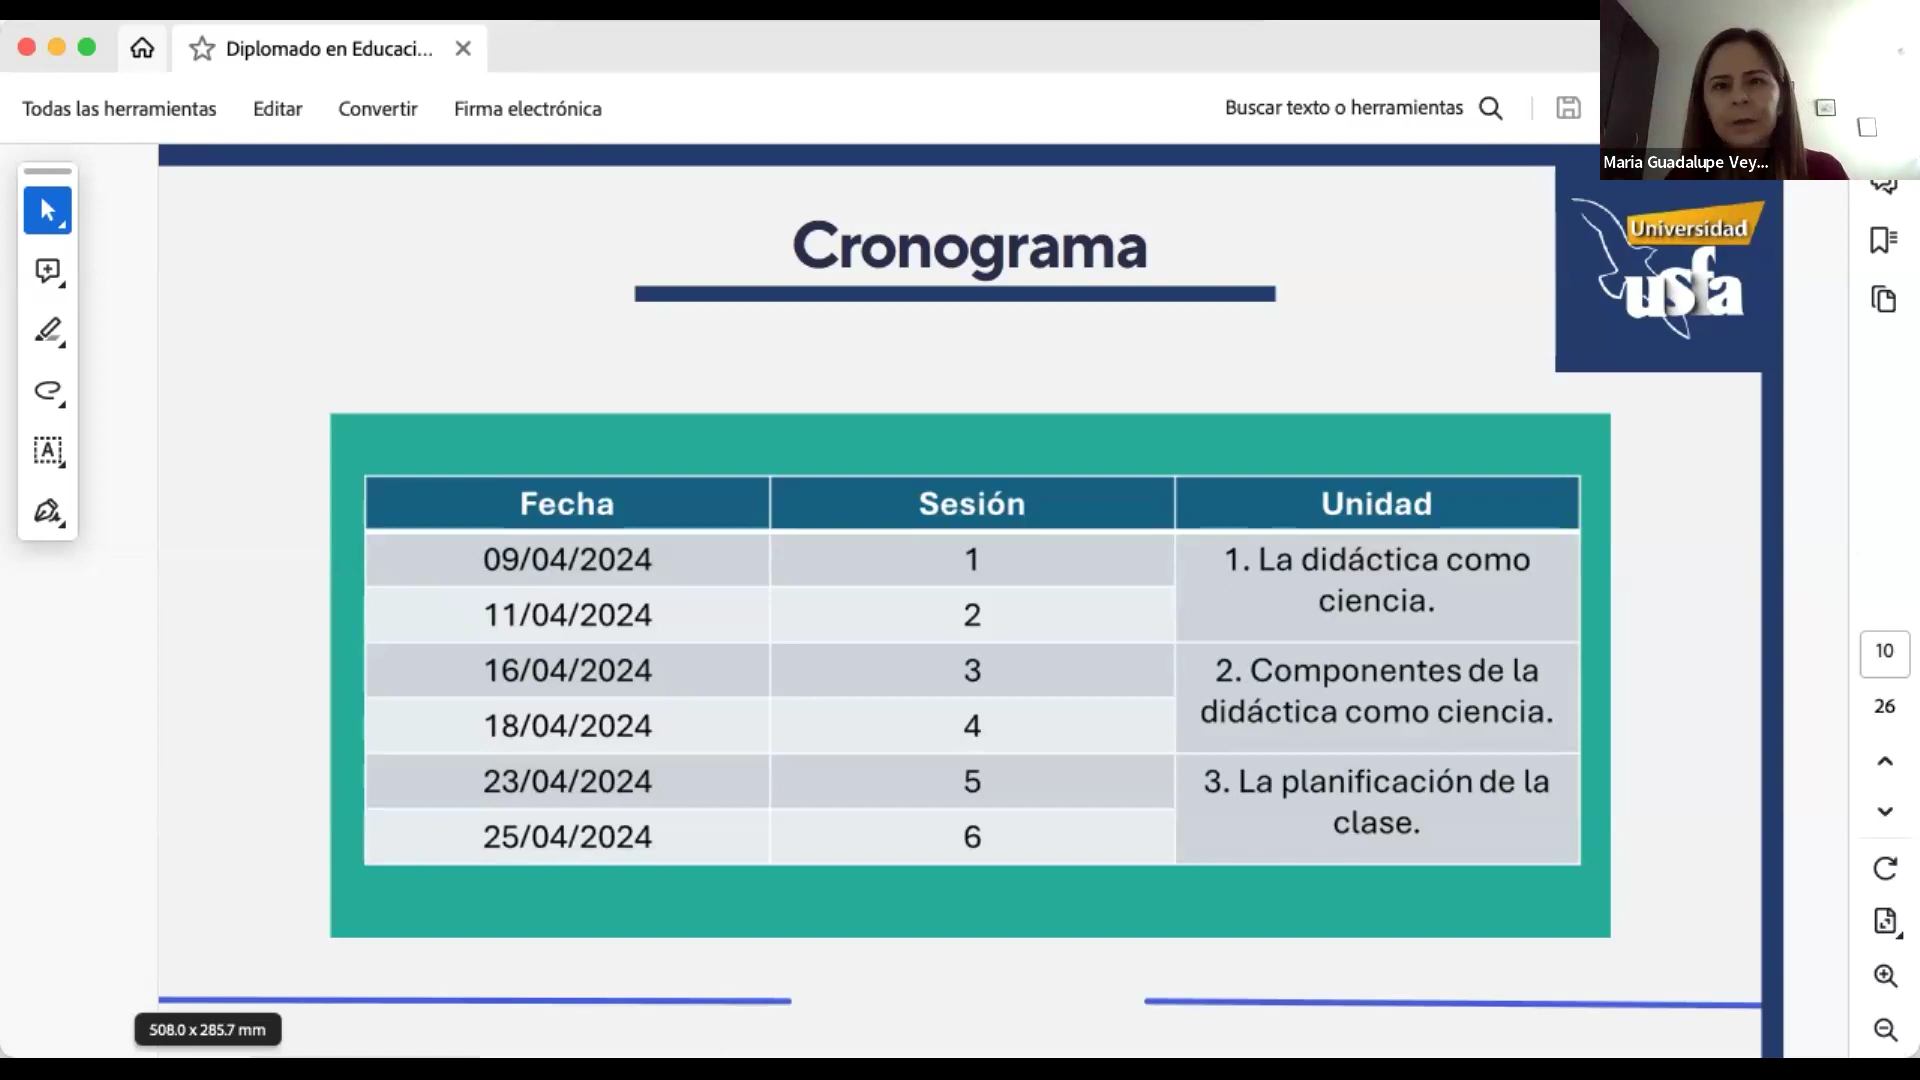 Diplomado en Educaci...
Todas las herramientas
Editar
Convertir
Firma electrónica
Buscar texto o herramientas
Maria Guadalupe Vey...
Universidad
usfa
Cronograma
Fecha
Sesión
Unidad
09/04/2024
1
1. La didáctica como
ciencia.
11/04/2024
2
16/04/2024
3
2. Componentes de la
didáctica como ciencia.
18/04/2024
4
23/04/2024
5
3. La planificación de la
clase.
25/04/2024
6
10
26
508.0 x 285.7 mm